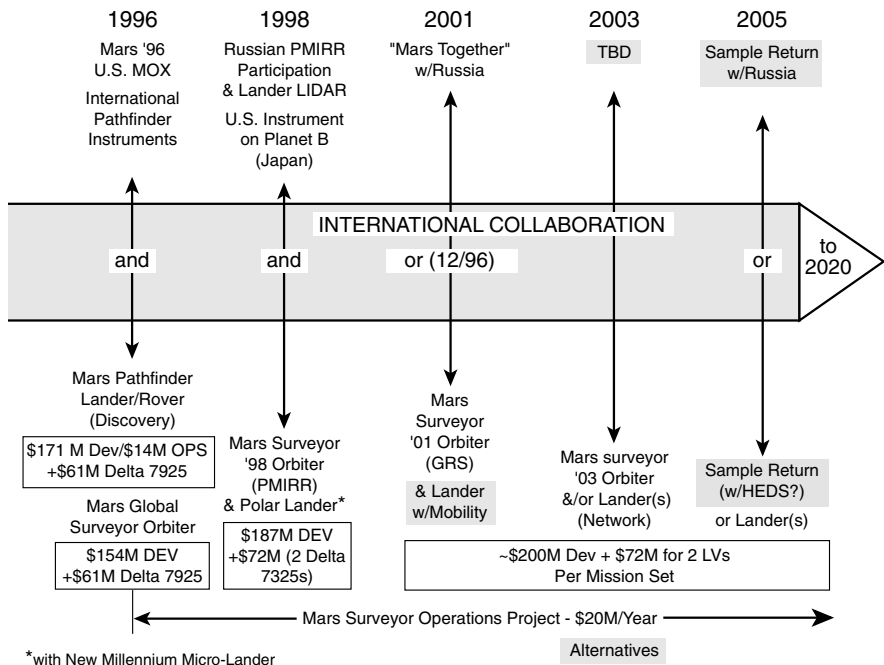 1996
Mars '96
U.S. MOX
International
Pathfinder
Instruments
1998
Russian PMIRR
Participation
& Lander LIDAR
U.S. Instrument
on Planet B
(Japan)
2001
"Mars Together"
w/Russia
2003
TBD
2005
Sample Return
w/Russia
INTERNATIONAL COLLABORATION
and
and
or (12/96)
or
to
2020
Mars Pathfinder
Lander/Rover
(Discovery)
$171 M Dev/$14M OPS
+$61M Delta 7925
Mars Global
Surveyor Orbiter
$154M DEV
+$61M Delta 7925
Mars Surveyor
'98 Orbiter
(PMIRR)
& Polar Lander*
$187M DEV
+$72M (2 Delta
7325s)
Mars
Surveyor
'01 Orbiter
(GRS)
& Lander
w/Mobility
Mars surveyor
'03 Orbiter
&/or Lander(s)
(Network)
Sample Return
(w/HEDS?)
or Lander(s)
~$200M Dev + $72M for 2 LVs
Per Mission Set
Mars Surveyor Operations Project - $20M/Year
Alternatives
*with New Millennium Micro-Lander